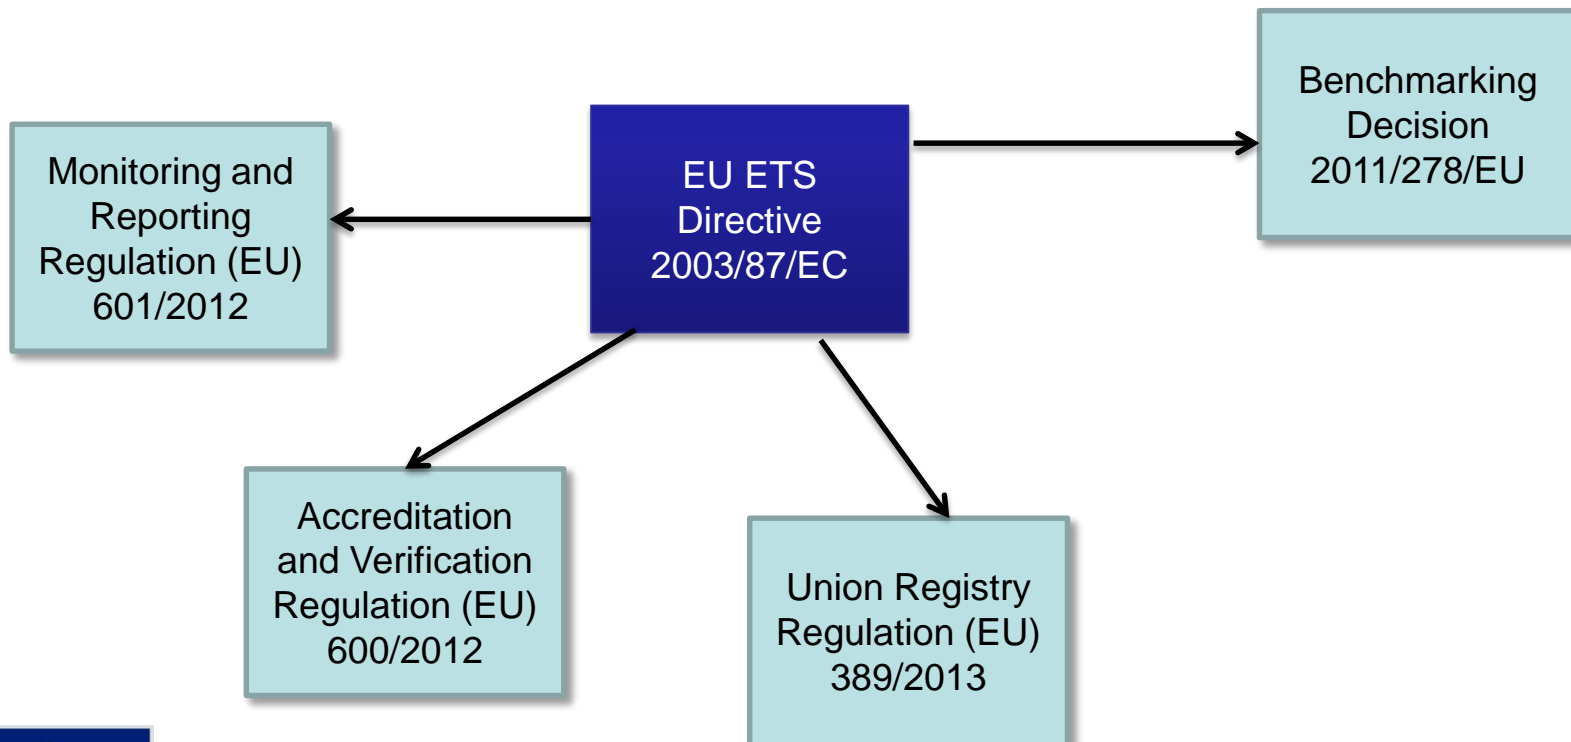 Benchmarking
Decision
2011/278/EU
EU ETS
Directive
2003/87/EC
Monitoring and
Reporting
Regulation (EU)
601/2012
Accreditation
and Verification
Regulation (EU)
600/2012
Union Registry
Regulation (EU)
389/2013